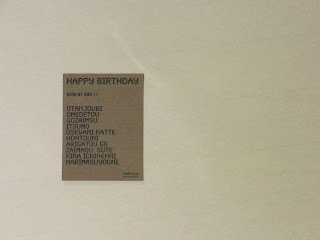 HAPPY BIRTHDAY
OTANJOUBI
OMEDETOU
GOZAIMSU.
ITSUMO
OSEWANI NATTE
HONTOUNI
ARIGATOU GO
ZAIMASU. SUTE
KINA ICHINENNI
NARIMASUYOUNI.